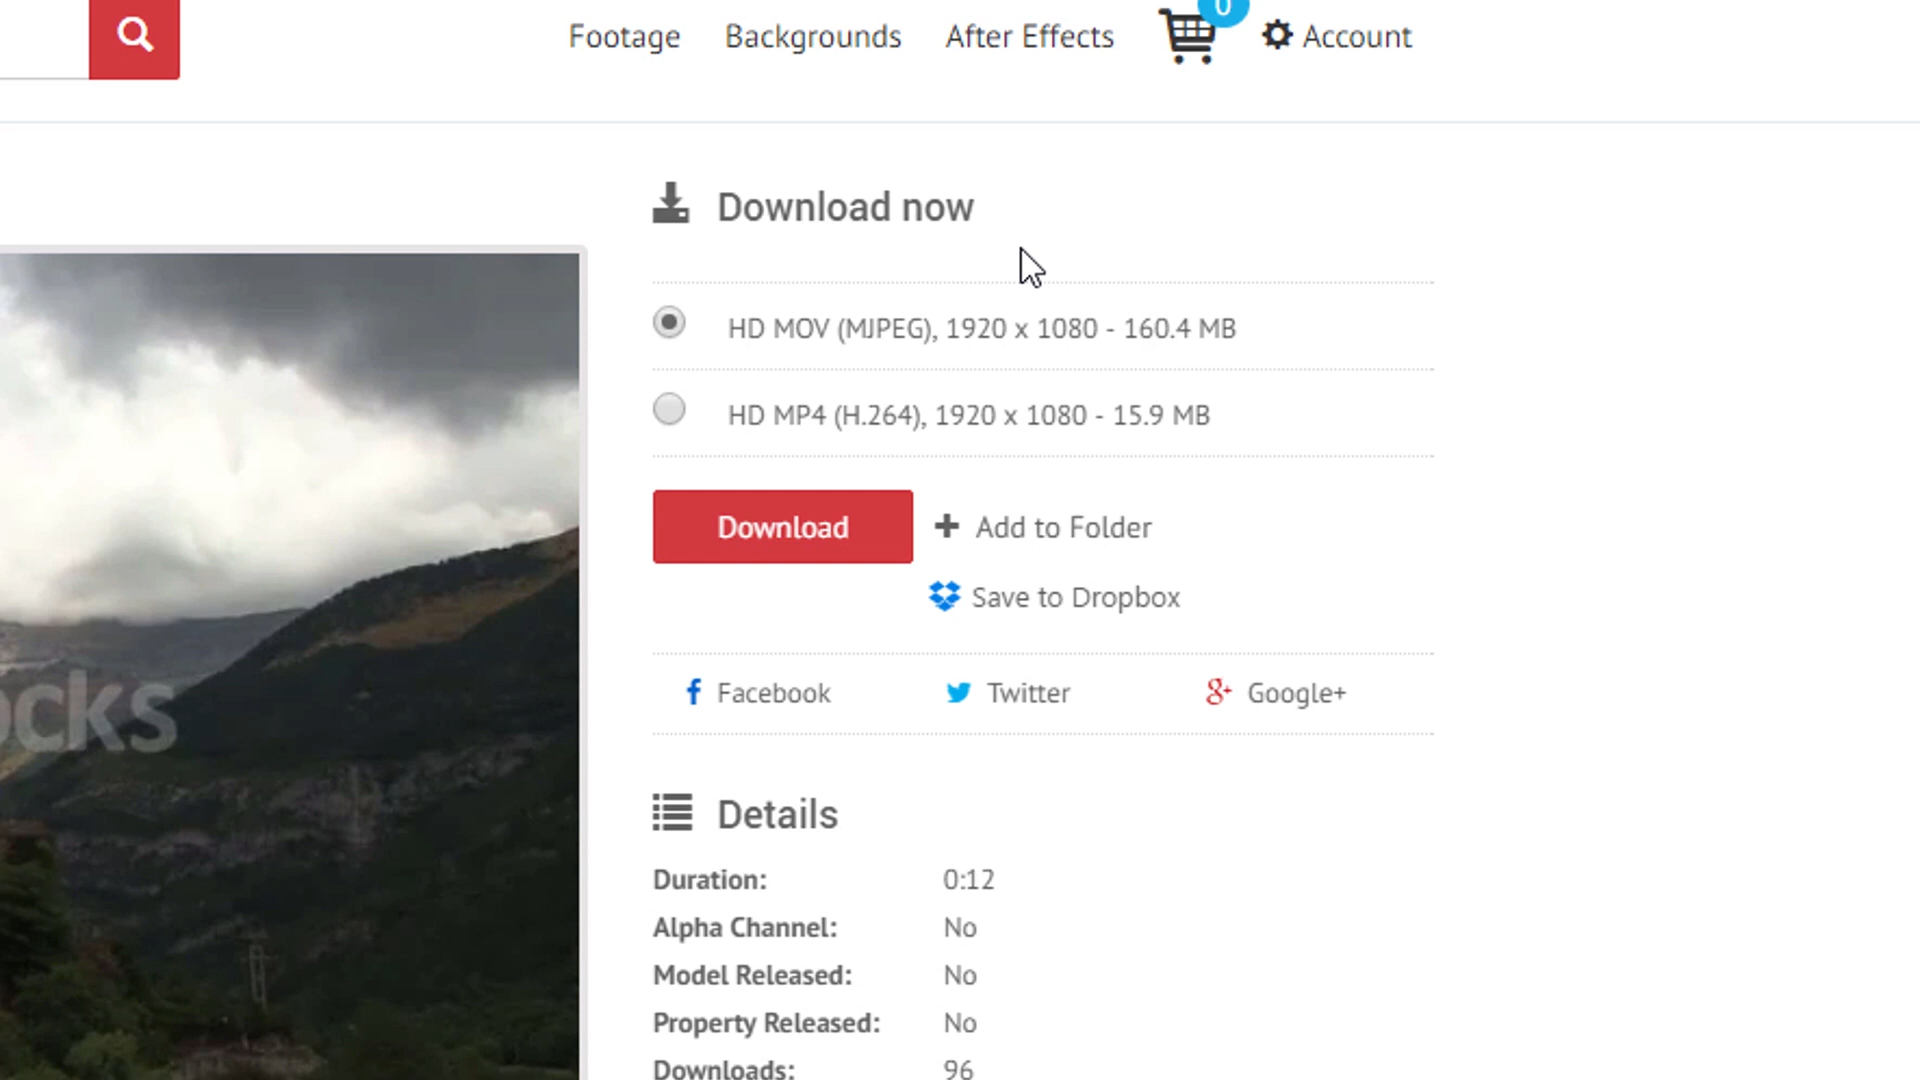 Footage Backgrounds After Effects 0 Account
Download now
HD MOV (MJPEG), 1920 x 1080 - 160.4 MB
HD MP4 (H.264), 1920 x 1080 - 15.9 MB
Download + Add to Folder
Save to Dropbox
Facebook Twitter Google+
ocks
Details
Duration: 0:12
Alpha Channel: No
Model Released: No
Property Released: No
Downloads: 96